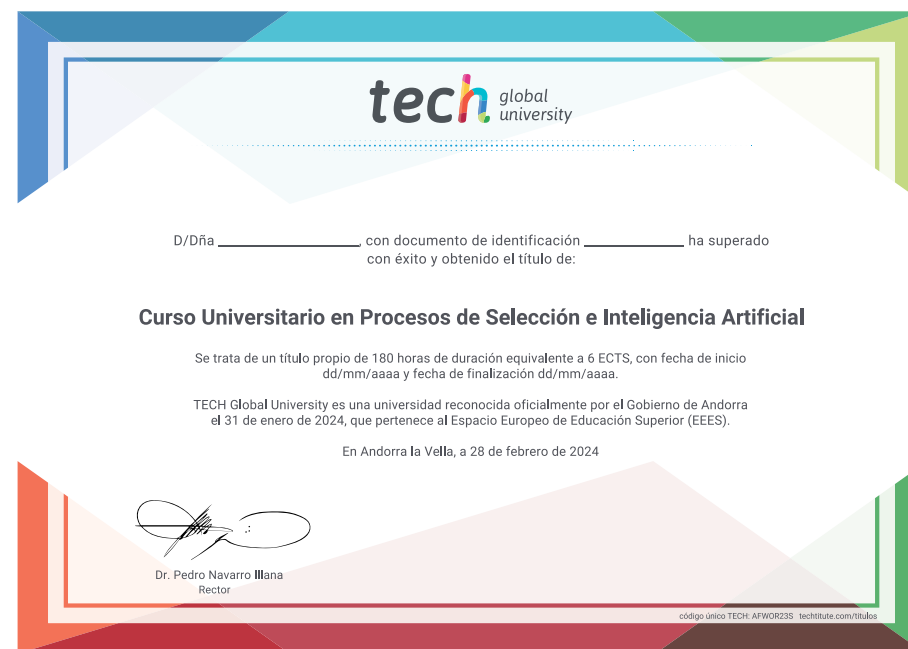 tech global university
D/Dña ____________________, con documento de identificación ______________ ha superado
con éxito y obtenido el título de:
Curso Universitario en Procesos de Selección e Inteligencia Artificial
Se trata de un título propio de 180 horas de duración equivalente a 6 ECTS, con fecha de inicio
dd/mm/aaaa y fecha de finalización dd/mm/aaaa.
TECH Global University es una universidad reconocida oficialmente por el Gobierno de Andorra
el 31 de enero de 2024, que pertenece al Espacio Europeo de Educación Superior (EEES).
En Andorra la Vella, a 28 de febrero de 2024
Dr. Pedro Navarro Illana
Rector
código único TECH: AFWOR23S techtitute.com/titulos